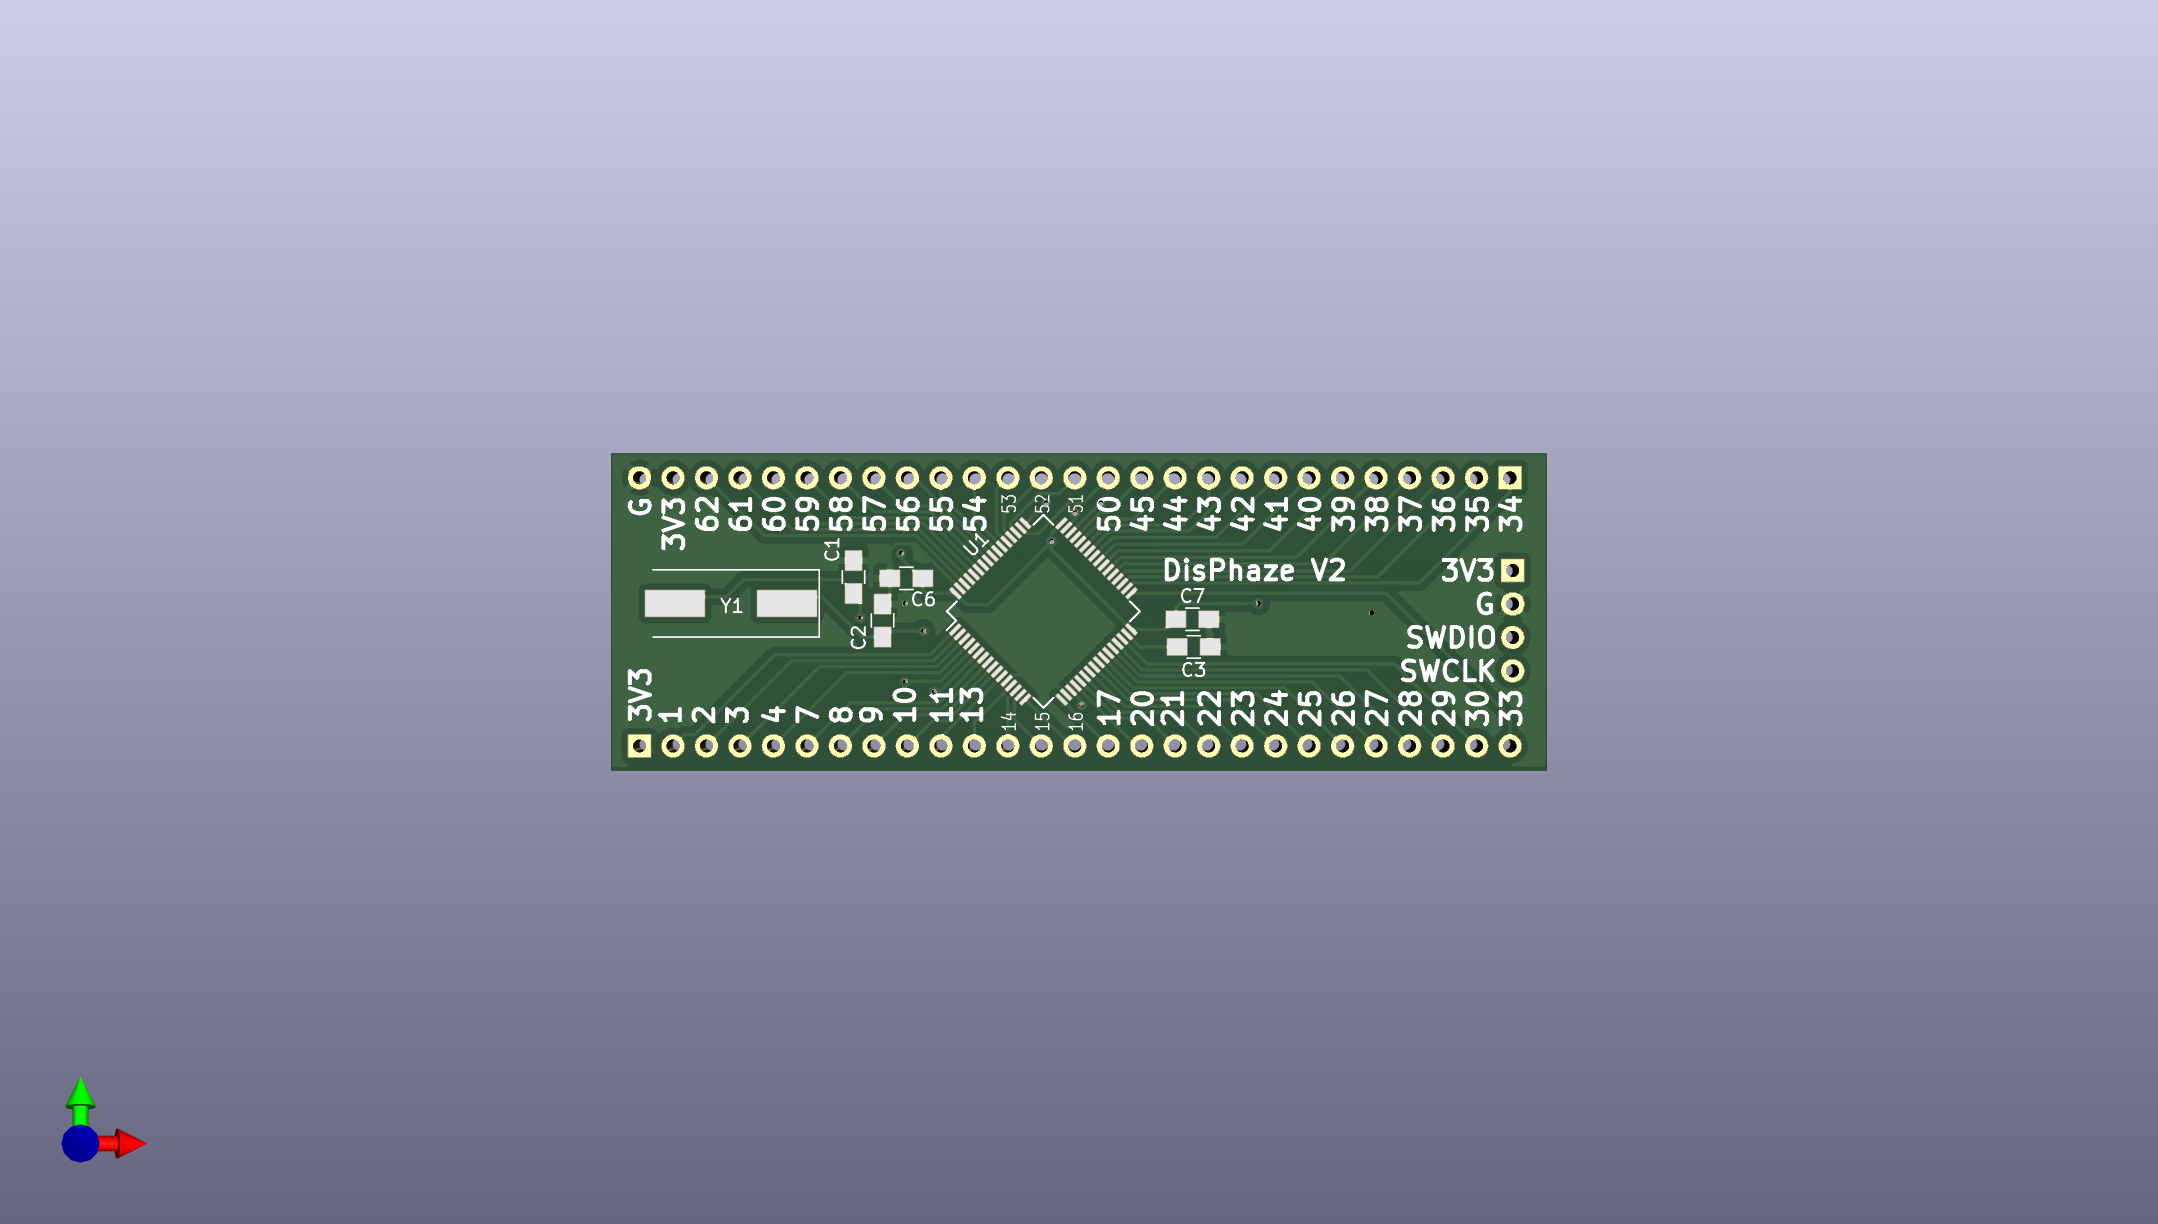 G 3V3 62 61 60 59 58 57 56 55 54 53 52 51 50 45 44 43 42 41 40 39 38 37 36 35 34
C1 U1
DisPhaze V2 3V3
Y1 C6 C7 G
C2 SWDIO
C3 SWCLK
3V3 1 2 3 4 7 8 9 10 11 13 14 15 16 17 20 21 22 23 24 25 26 27 28 29 30 33